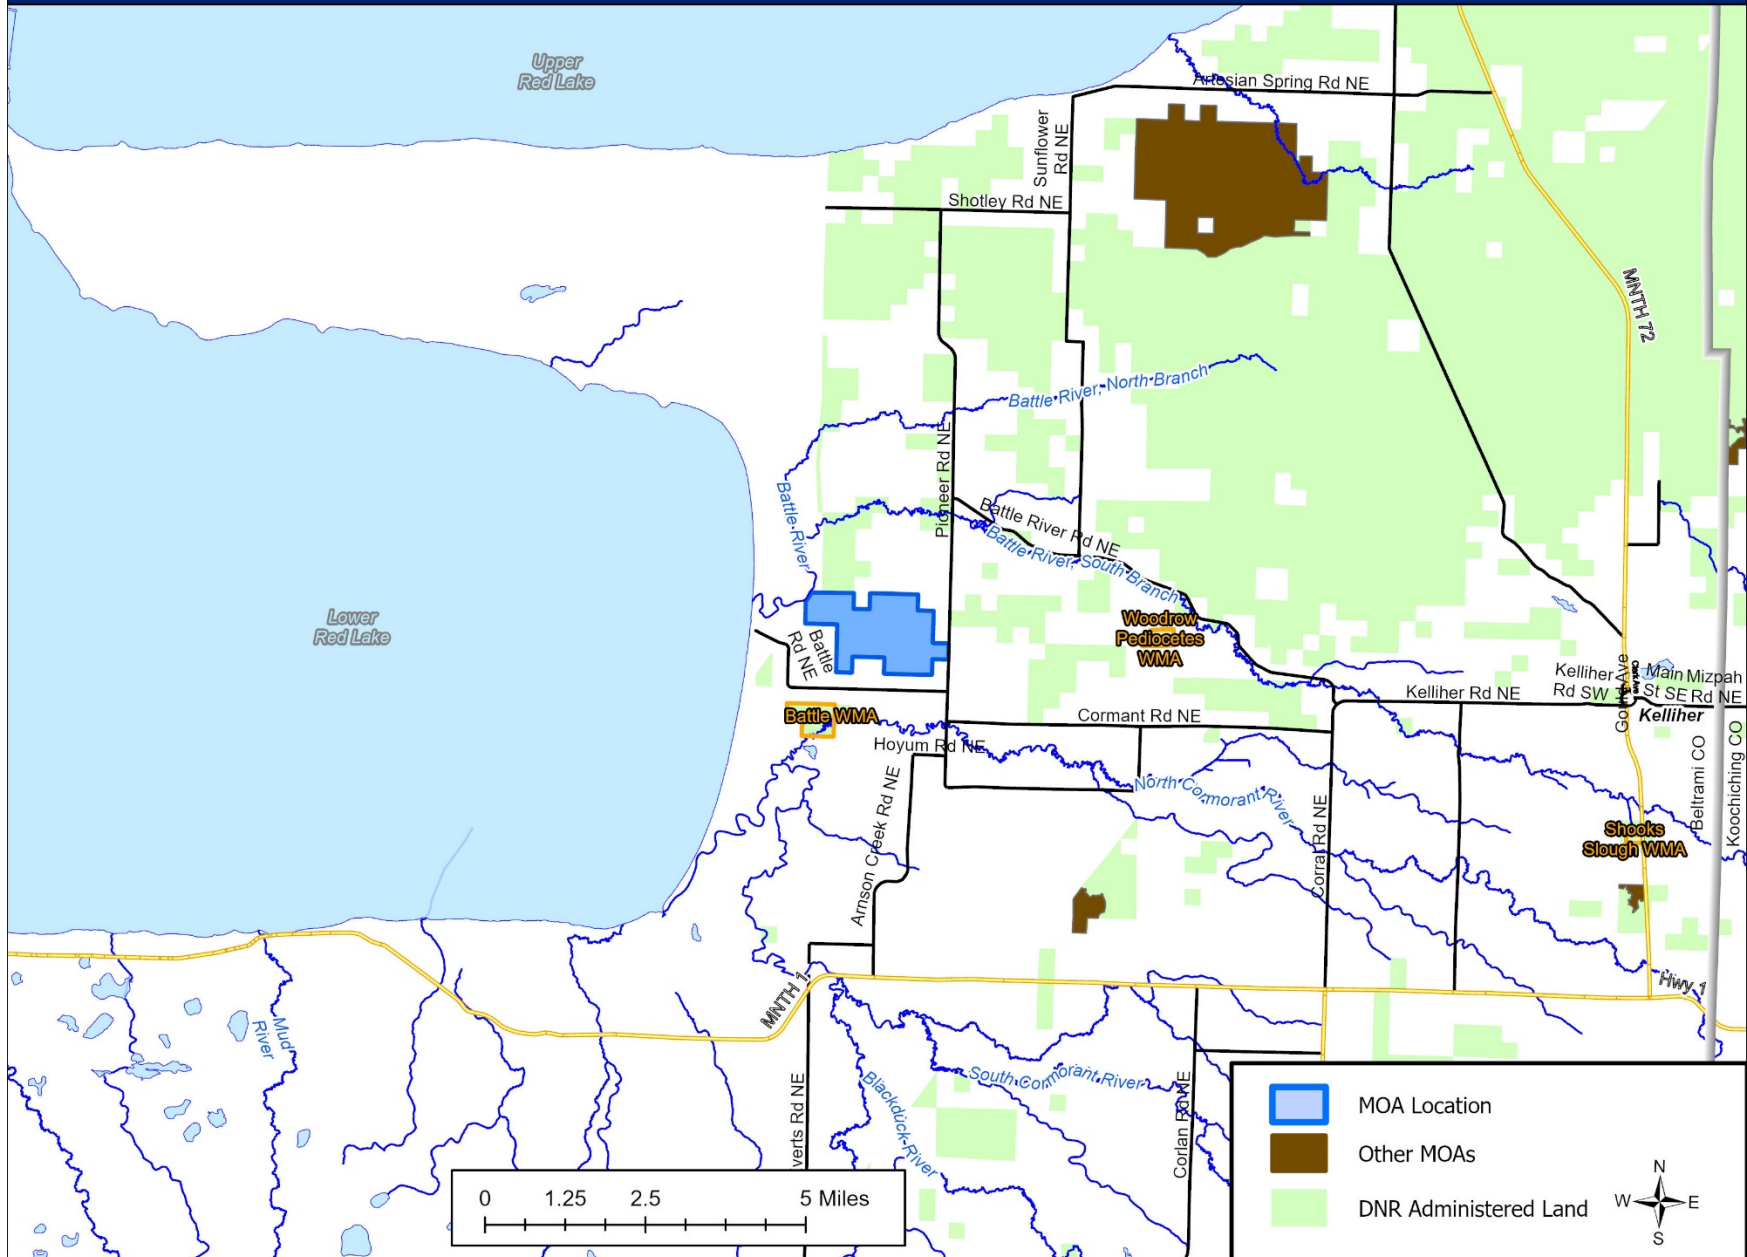 Upper
Red Lake
Artesian Spring Rd NE
Sunflower
Rd NE
Shotley Rd NE
MNTH 72
Battle River, North Branch
Pioneer Rd NE
Battle River
Battle River Rd NE
Battle River, South Branch
Lower
Red Lake
Battle
Rd NE
Woodrow
Pediocetes
WMA
Kelliher
Rd SW
Gould Ave
Main
St SE
Mizpah
Rd NE
Kelliher Rd NE
Kelliher
Battle WMA
Cormant Rd NE
Hoyum Rd NE
North Cormorant River
Beltrami CO
Koochiching CO
Arnson Creek Rd NE
Corral Rd NE
Shooks
Slough WMA
MNTH 1
Hwy 1
Mud
River
South Cormorant River
Blackduck River
verts Rd NE
Corlan Rd NE
0 1.25 2.5 5 Miles
MOA Location
Other MOAs
DNR Administered Land
N
W E
S